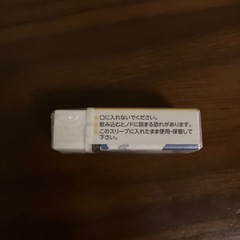 お口に入れないでください。
飲み込むとノドに詰まる恐れがあります。
このスリーブに入れたまま使用・保管して
下さい。